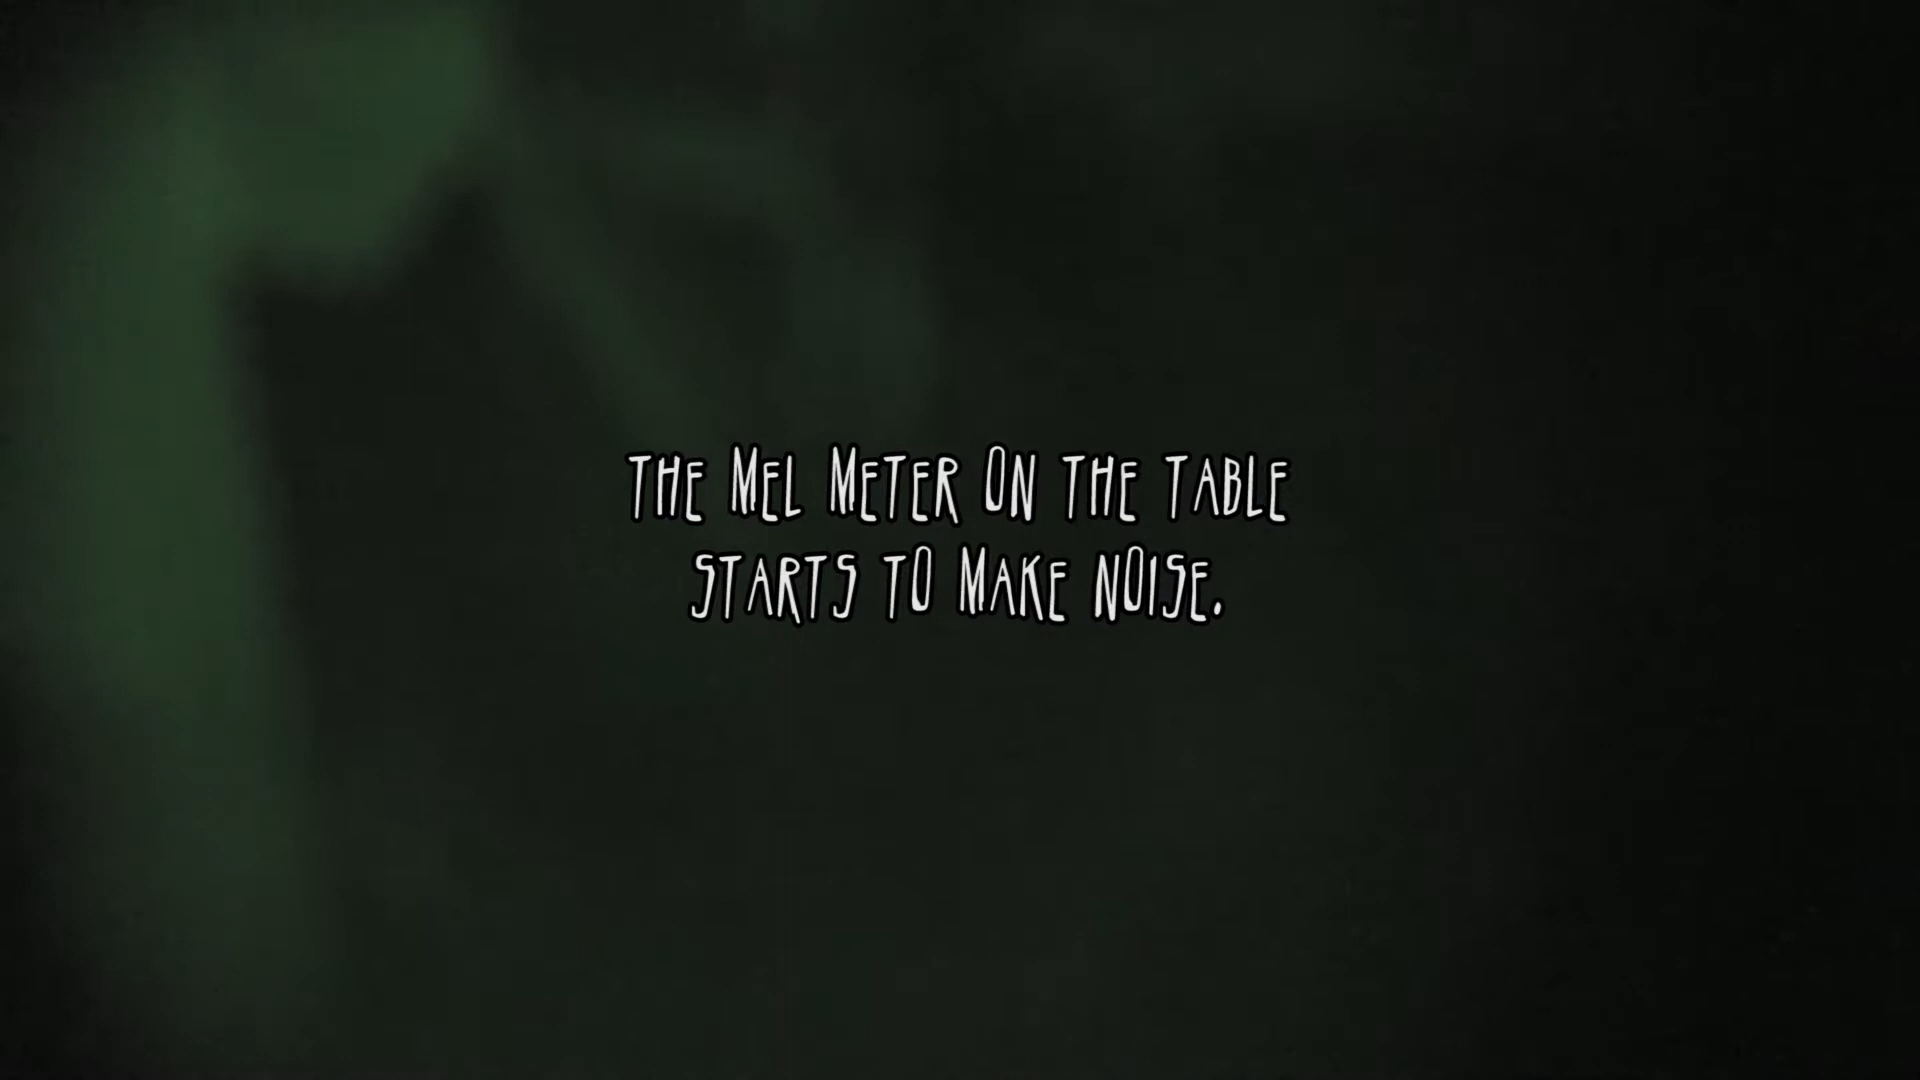 THE MEL METER ON THE TABLE
STARTS TO MAKE NOISE.